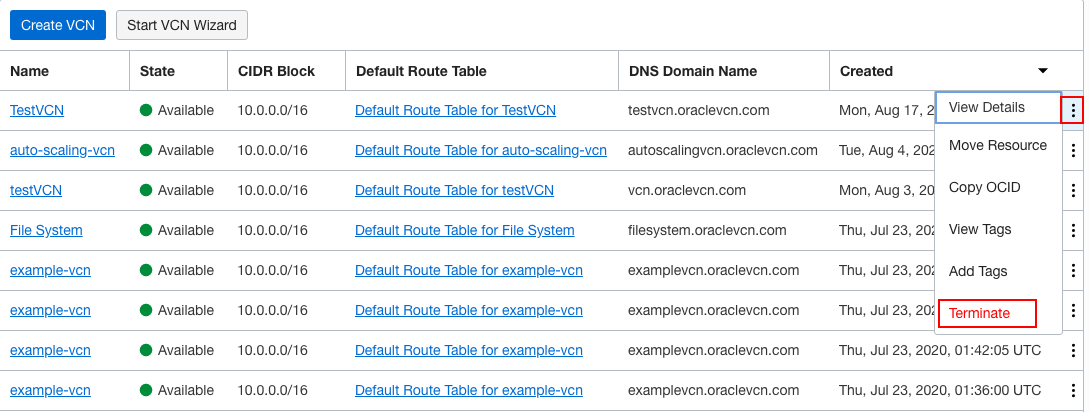 Create VCN Start VCN Wizard
Name State CIDR Block Default Route Table DNS Domain Name Created
TestVCN Available 10.0.0.0/16 Default Route Table for TestVCN testvcn.oraclevcn.com Mon, Aug 17, 2 View Details
auto-scaling-vcn Available 10.0.0.0/16 Default Route Table for auto-scaling-vcn autoscalingvcn.oraclevcn.com Tue, Aug 4, 202 Move Resource
testVCN Available 10.0.0.0/16 Default Route Table for testVCN vcn.oraclevcn.com Mon, Aug 3, 20 Copy OCID
File System Available 10.0.0.0/16 Default Route Table for File System filesystem.oraclevcn.com Thu, Jul 23, 202 View Tags
example-vcn Available 10.0.0.0/16 Default Route Table for example-vcn examplevcn.oraclevcn.com Thu, Jul 23, 202 Add Tags
example-vcn Available 10.0.0.0/16 Default Route Table for example-vcn examplevcn.oraclevcn.com Thu, Jul 23, 202 Terminate
example-vcn Available 10.0.0.0/16 Default Route Table for example-vcn examplevcn.oraclevcn.com Thu, Jul 23, 2020, 01:42:05 UTC
example-vcn Available 10.0.0.0/16 Default Route Table for example-vcn examplevcn.oraclevcn.com Thu, Jul 23, 2020, 01:36:00 UTC